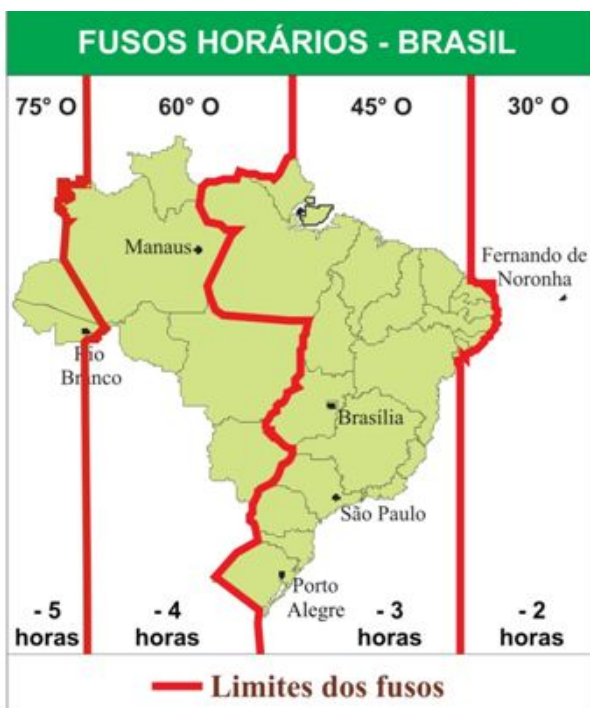 FUSOS HORÁRIOS - BRASIL
75° O 60° O 45° O 30° O
Manaus
Fernando de
Noronha
Rio
Branco
Brasília
São Paulo
Porto
Alegre
- 5
horas
- 4
horas
- 3
horas
- 2
horas
Limites dos fusos